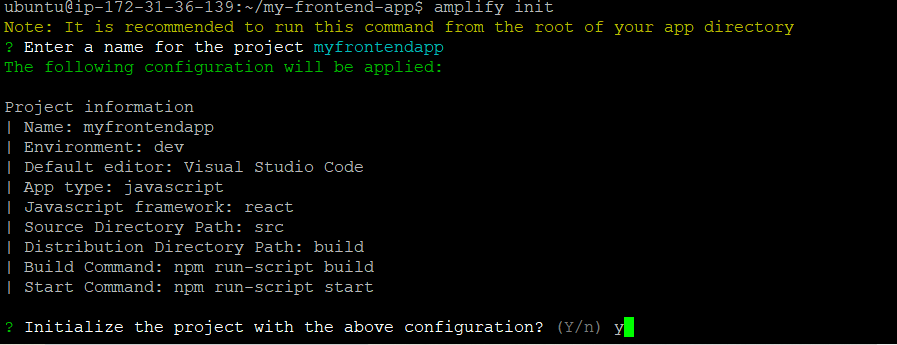 ubuntu@ip-172-31-36-139:~/my-frontend-app$ amplify init
Note: It is recommended to run this command from the root of your app directory
? Enter a name for the project myfrontendapp
The following configuration will be applied:

Project information
| Name: myfrontendapp
| Environment: dev
| Default editor: Visual Studio Code
| App type: javascript
| Javascript framework: react
| Source Directory Path: src
| Distribution Directory Path: build
| Build Command: npm run-script build
| Start Command: npm run-script start

? Initialize the project with the above configuration? (Y/n) y